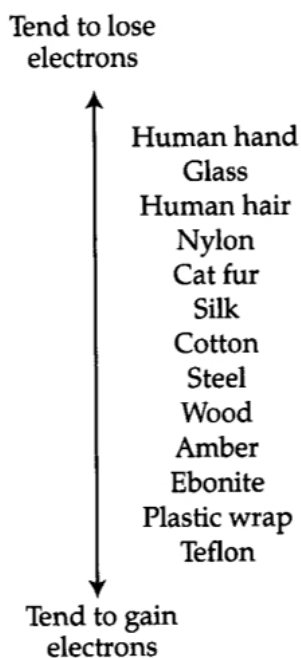 Tend to lose
electrons
Human hand
Glass
Human hair
Nylon
Cat fur
Silk
Cotton
Steel
Wood
Amber
Ebonite
Plastic wrap
Teflon
Tend to gain
electrons